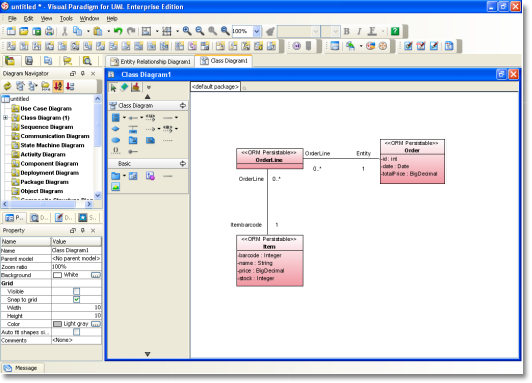 untitled * - Visual Paradigm for UML Enterprise Edition
File Edit View Tools Window Help
100%
B I F
Entity Relationship Diagram1 Class Diagram1
Diagram Navigator
untitled
Use Case Diagram
Class Diagram (1)
Sequence Diagram
Communication Diagram
State Machine Diagram
Activity Diagram
Component Diagram
Deployment Diagram
Package Diagram
Object Diagram
P... D... D... S..
Property
Name Value
Name Class Diagram1
Parent model <No parent model>
Zoom ratio 100%
Background White
Grid
Visible
Snap to grid
Width 10
Height 10
Color Light gray
Auto fit shapes si...
Comments <None>
Message
Class Diagram1
Class Diagram
Basic
<default package>
<<ORM Persistable>>
OrderLine
OrderLine Entity
0..* 1
<<ORM Persistable>>
Order
-id : int
-date : Date
-totalPrice : BigDecimal
OrderLine 0..*
Itembarcode 1
<<ORM Persistable>>
Item
-barcode : Integer
-name : String
-price : BigDecimal
-stock : Integer